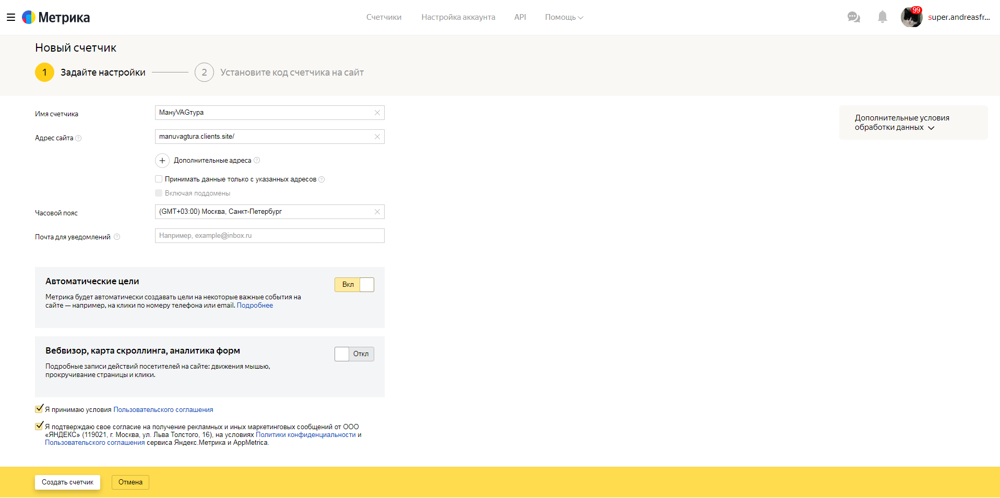 Метрика
Счетчики
Настройка аккаунта
API
Помощь
99
super.andreasfr...
Новый счетчик
1 Задайте настройки
2 Установите код счетчика на сайт
Имя счетчика
МануVAGтура
Адрес сайта ?
manuvagtura.clients.site/
+ Дополнительные адреса ?
Принимать данные только с указанных адресов ?
Включая поддомены
Часовой пояс
(GMT+03:00) Москва, Санкт-Петербург
Почта для уведомлений ?
Например, example@inbox.ru
Дополнительные условия
обработки данных
Автоматические цели
Вкл
Метрика будет автоматически создавать цели на некоторые важные события на
сайте — например, на клики по номеру телефона или email. Подробнее
Вебвизор, карта скроллинга, аналитика форм
Откл
Подробные записи действий посетителей на сайте: движения мышью,
прокручивание страницы и клики.
Я принимаю условия Пользовательского соглашения
Я подтверждаю свое согласие на получение рекламных и иных маркетинговых сообщений от ООО
«ЯНДЕКС» (119021, г. Москва, ул. Льва Толстого, 16), на условиях Политики конфиденциальности и
Пользовательского соглашения сервиса Яндекс.Метрика и AppMetrica.
Создать счетчик
Отмена